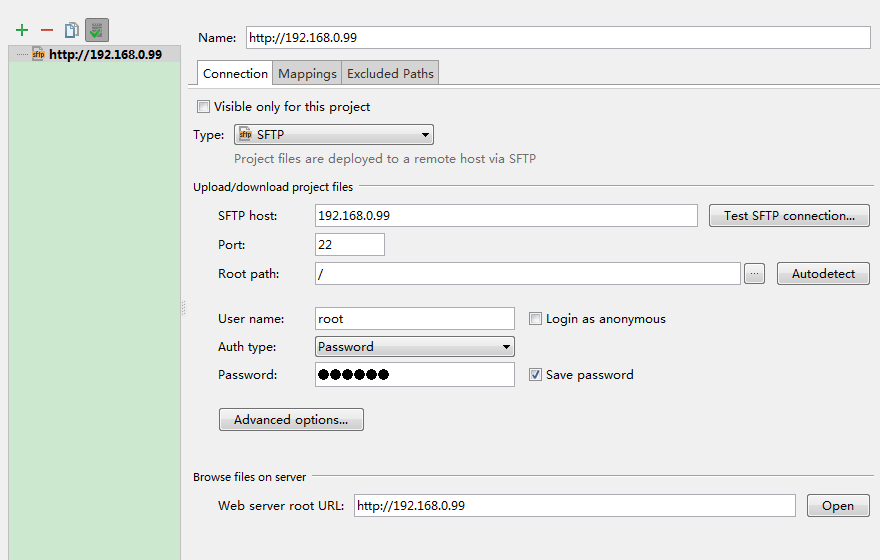 Name: http://192.168.0.99
sftp http://192.168.0.99
Connection Mappings Excluded Paths
Visible only for this project
Type: sftp SFTP
Project files are deployed to a remote host via SFTP
Upload/download project files
SFTP host: 192.168.0.99 Test SFTP connection...
Port: 22
Root path: / ... Autodetect
User name: root Login as anonymous
Auth type: Password
Password: ●●●●●● Save password
Advanced options...
Browse files on server
Web server root URL: http://192.168.0.99 Open